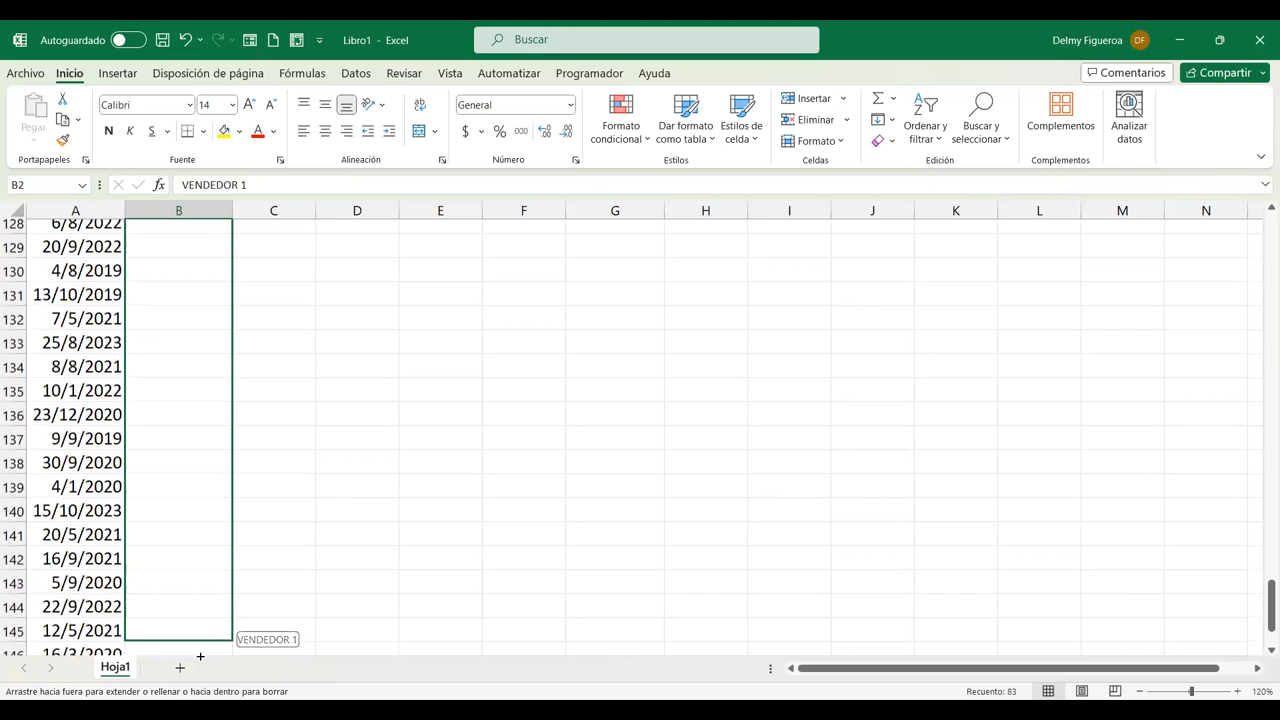 Autoguardado
Libro1 - Excel
Buscar
Delmy Figueroa
DF
Archivo Inicio Insertar Disposición de página Fórmulas Datos Revisar Vista Automatizar Programador Ayuda
Comentarios
Compartir
Pegar
Portapapeles
Calibri 14
N K S
Fuente
Alineación
General
$ % 000
Número
Formato condicional
Dar formato como tabla
Estilos de celda
Estilos
Insertar
Eliminar
Formato
Celdas
Ordenar y filtrar
Buscar y seleccionar
Edición
Complementos
Complementos
Analizar datos
B2 fx VENDEDOR 1
A B C D E F G H I J K L M N
128 6/8/2022
129 20/9/2022
130 4/8/2019
131 13/10/2019
132 7/5/2021
133 25/8/2023
134 8/8/2021
135 10/1/2022
136 23/12/2020
137 9/9/2019
138 30/9/2020
139 4/1/2020
140 15/10/2023
141 20/5/2021
142 16/9/2021
143 5/9/2020
144 22/9/2022
145 12/5/2021
VENDEDOR 1
146 16/3/2020
Hoja1
Arrastre hacia fuera para extender o rellenar o hacia dentro para borrar
Recuento: 83
120%